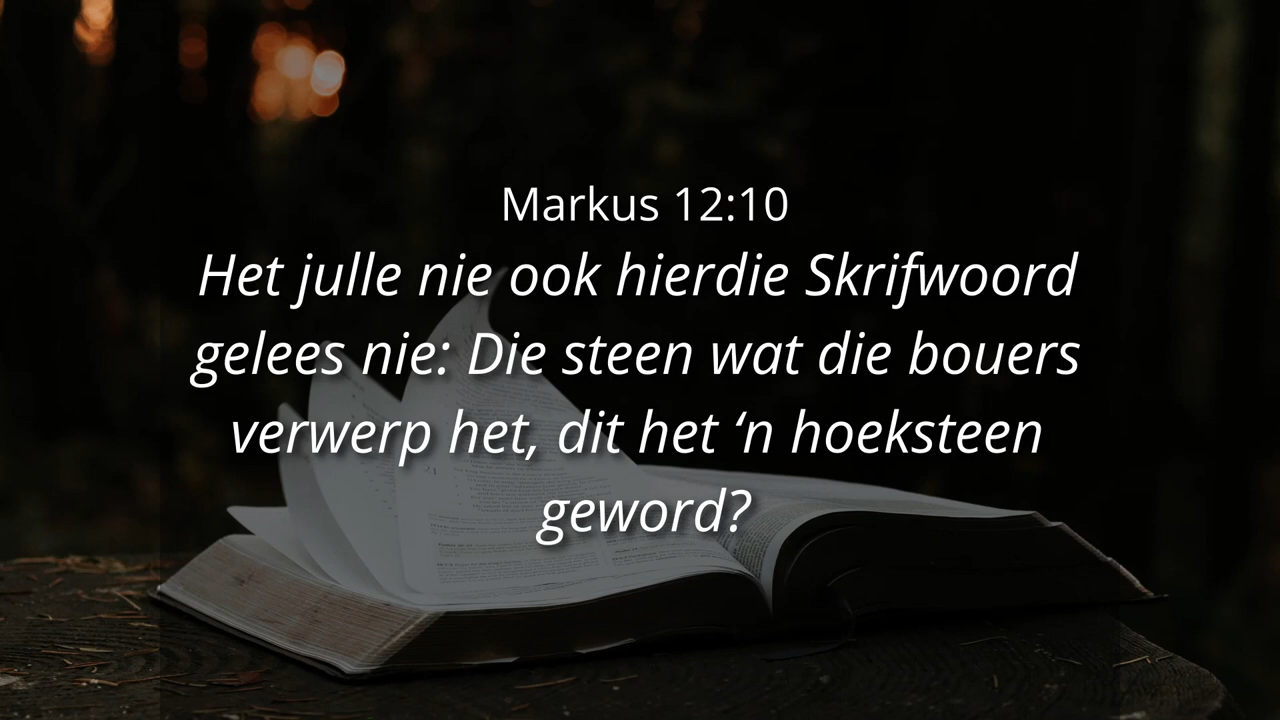 Markus 12:10
Het julle nie ook hierdie Skrifwoord
gelees nie: Die steen wat die bouers
verwerp het, dit het ‘n hoeksteen
geword?